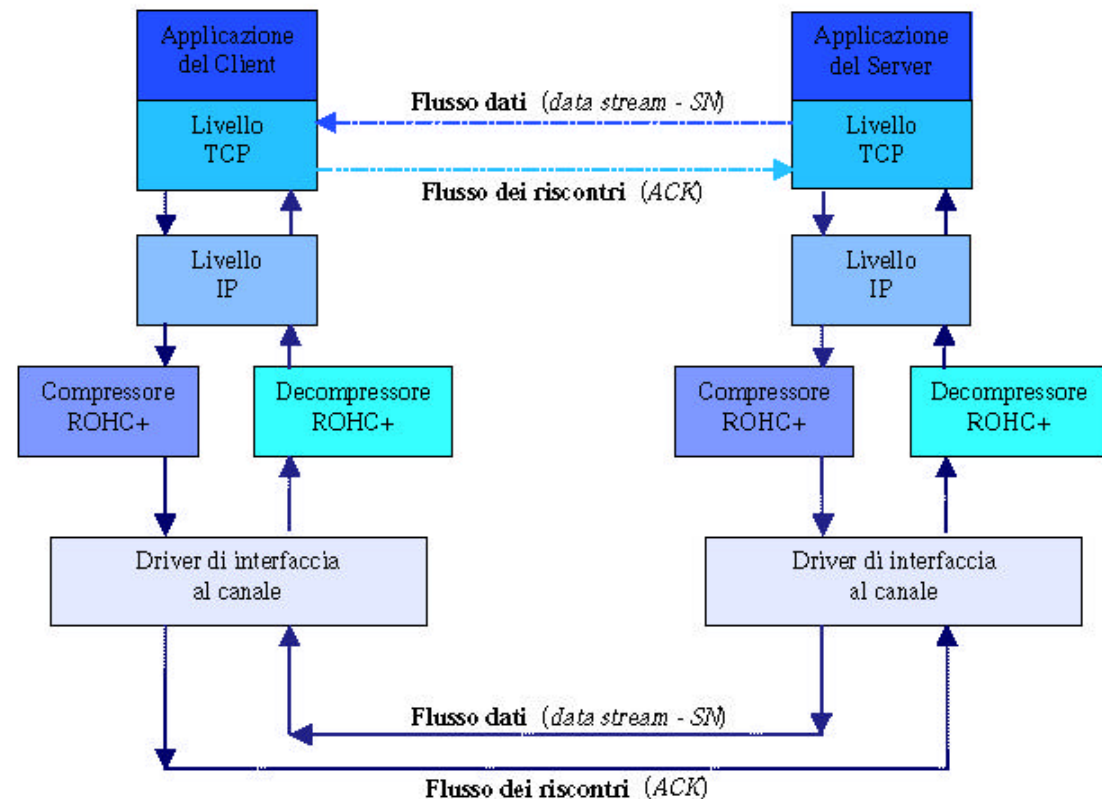 Applicazione
del Client
Applicazione
del Server
Flusso dati (data stream - SN)
Livello
TCP
Livello
TCP
Flusso dei riscontri (ACK)
Livello
IP
Livello
IP
Compressore
ROHC+
Decompressore
ROHC+
Compressore
ROHC+
Decompressore
ROHC+
Driver di interfaccia
al canale
Driver di interfaccia
al canale
Flusso dati (data stream - SN)
Flusso dei riscontri (ACK)